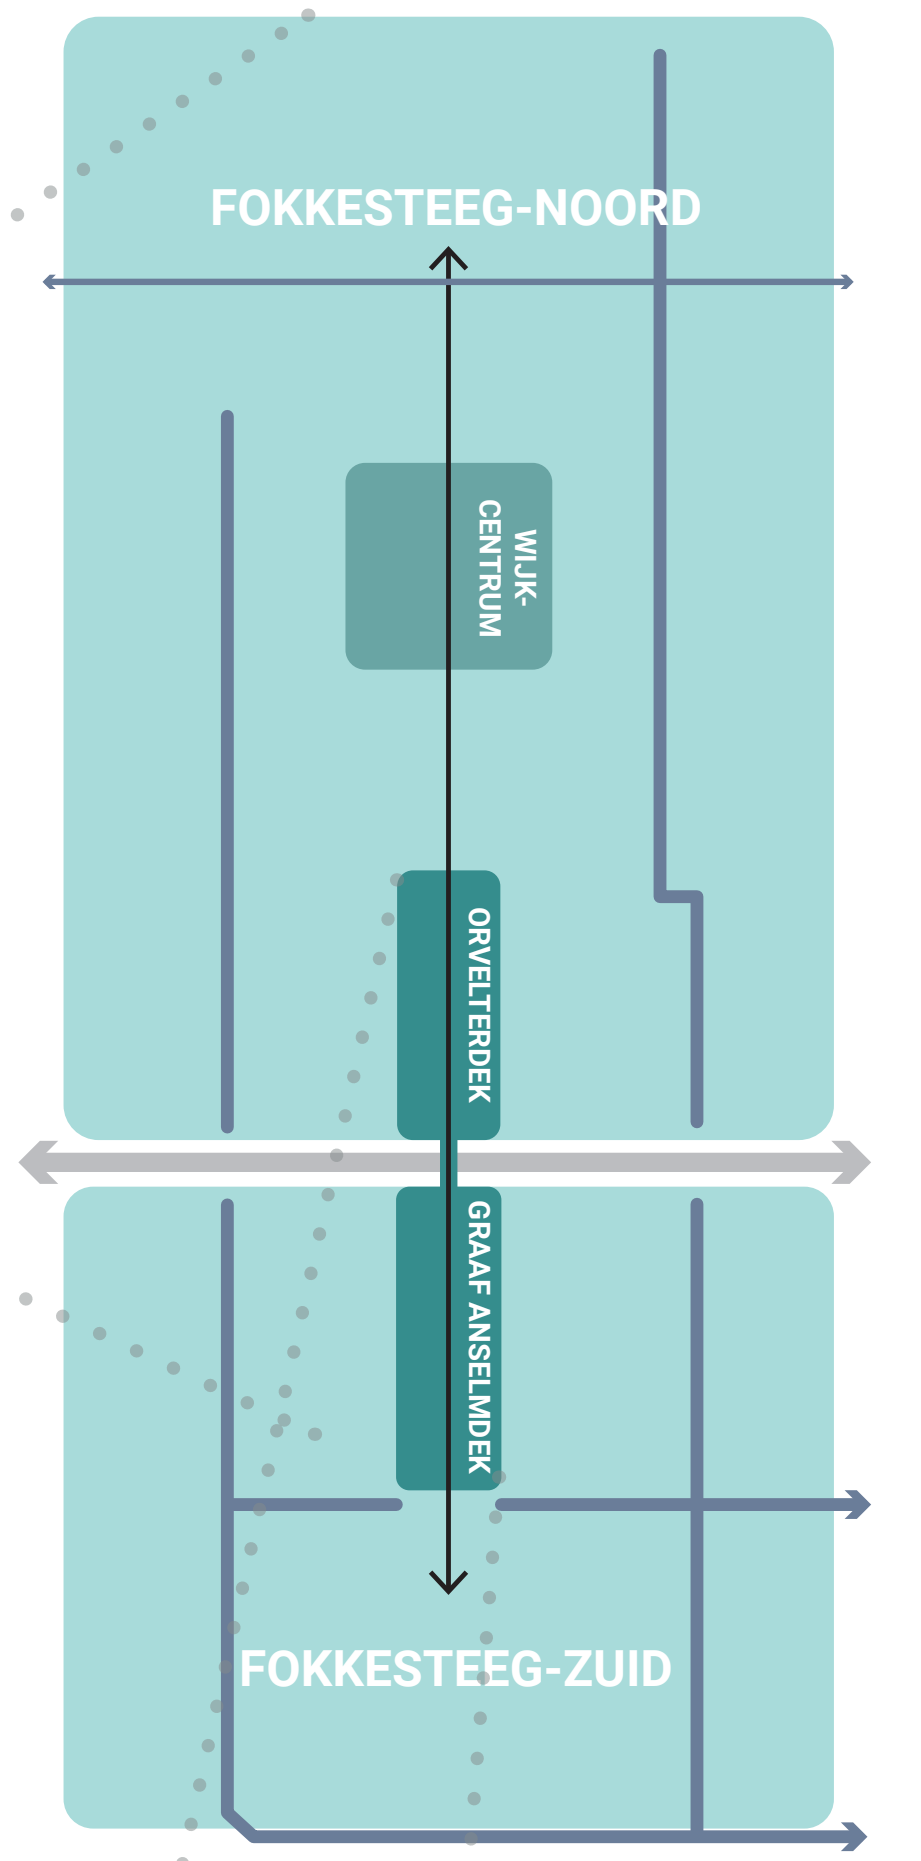 FOKKESTEEG-NOORD
WIJK-
CENTRUM
ORVELTERDEK
GRAAF ANSELMDEK
FOKKESTEEG-ZUID